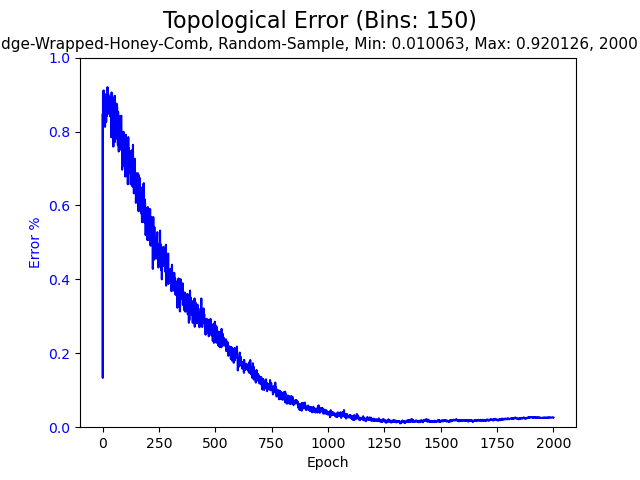 Topological Error (Bins: 150)
dge-Wrapped-Honey-Comb, Random-Sample, Min: 0.010063, Max: 0.920126, 2000
1.0
0.8
0.6
0.4
0.2
0.0
Error %
0 250 500 750 1000 1250 1500 1750 2000
Epoch